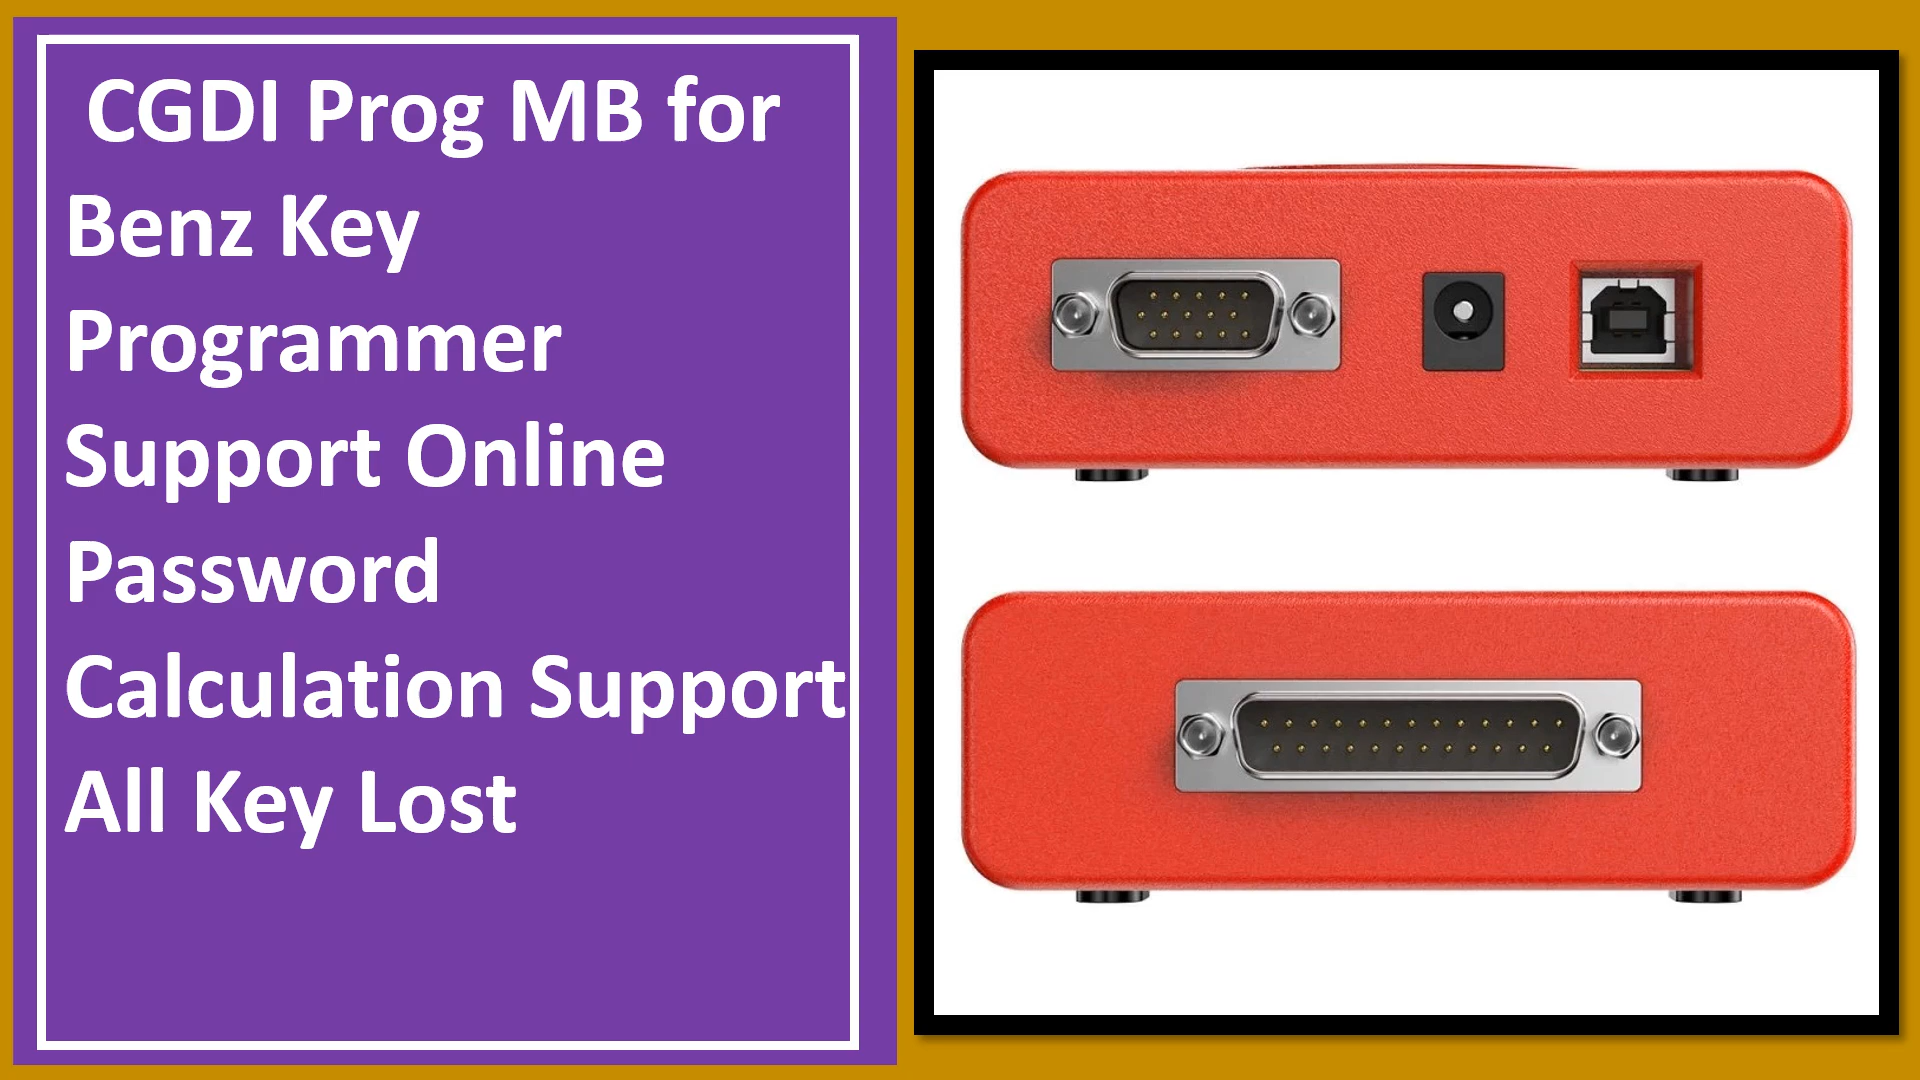 CGDI Prog MB for
Benz Key
Programmer
Support Online
Password
Calculation Support
All Key Lost